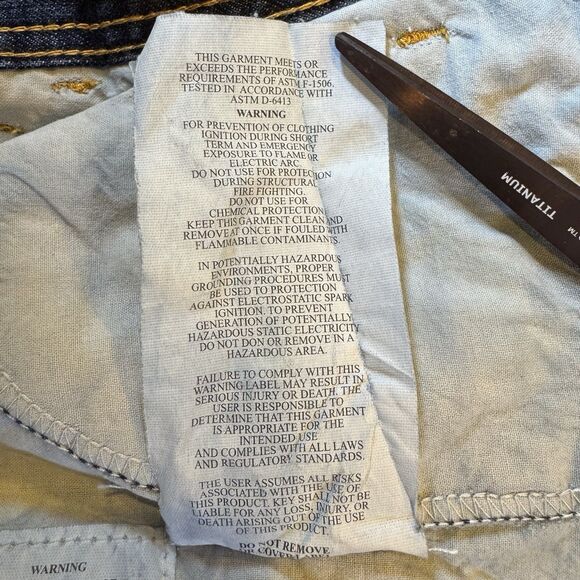 THIS GARMENT MEETS OR
EXCEEDS THE PERFORMANCE
REQUIREMENTS OF ASTM F-1506.
TESTED IN ACCORDANCE WITH
ASTM D-6413
WARNING
FOR PREVENTION OF CLOTHING
IGNITION DURING SHORT
TERM AND EMERGENCY
EXPOSURE TO FLAME OR
ELECTRIC ARC.
DO NOT USE FOR PROTECTION
DURING STRUCTURAL
FIRE FIGHTING.
DO NOT USE FOR
CHEMICAL PROTECTION
KEEP THIS GARMENT CLEAN AND
REMOVE AT ONCE IF FOULED WITH
FLAMMABLE CONTAMINANTS.
IN POTENTIALLY HAZARDOUS
ENVIRONMENTS, PROPER
GROUNDING PROCEDURES MUST
BE USED TO PROTECTION
AGAINST ELECTROSTATIC SPARK
IGNITION. TO PREVENT
GENERATION OF POTENTIALLY
HAZARDOUS STATIC ELECTRICITY
DO NOT DON OR REMOVE IN A
HAZARDOUS AREA.
FAILURE TO COMPLY WITH THIS
WARNING LABEL MAY RESULT IN
SERIOUS INJURY OR DEATH. THE
USER IS RESPONSIBLE TO
DETERMINE THAT THIS GARMENT
IS APPROPRIATE FOR THE
INTENDED USE
AND COMPLIES WITH ALL LAWS
AND REGULATORY STANDARDS.
THE USER ASSUMES ALL RISKS
ASSOCIATED WITH THE USE OF
THIS PRODUCT. KEY SHALL NOT BE
LIABLE FOR ANY LOSS, INJURY, OR
DEATH ARISING OUT OF THE USE
OF THIS PRODUCT.
DO NOT REMOVE
OR COVER LABEL
TITANIUM
TM
WARNING